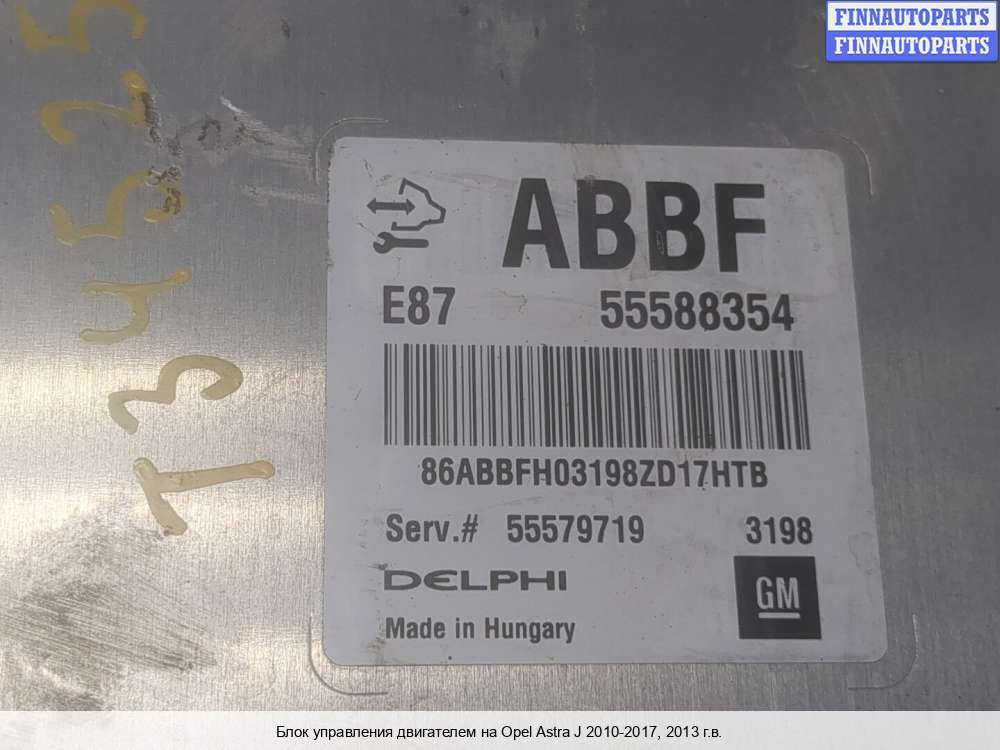 FINNAUTOPARTS
FINNAUTOPARTS
T34525
ABBF
E87 55588354
86ABBFH03198ZD17HTB
Serv.# 55579719 3198
DELPHI
GM
Made in Hungary
Блок управления двигателем на Opel Astra J 2010-2017, 2013 г.в.